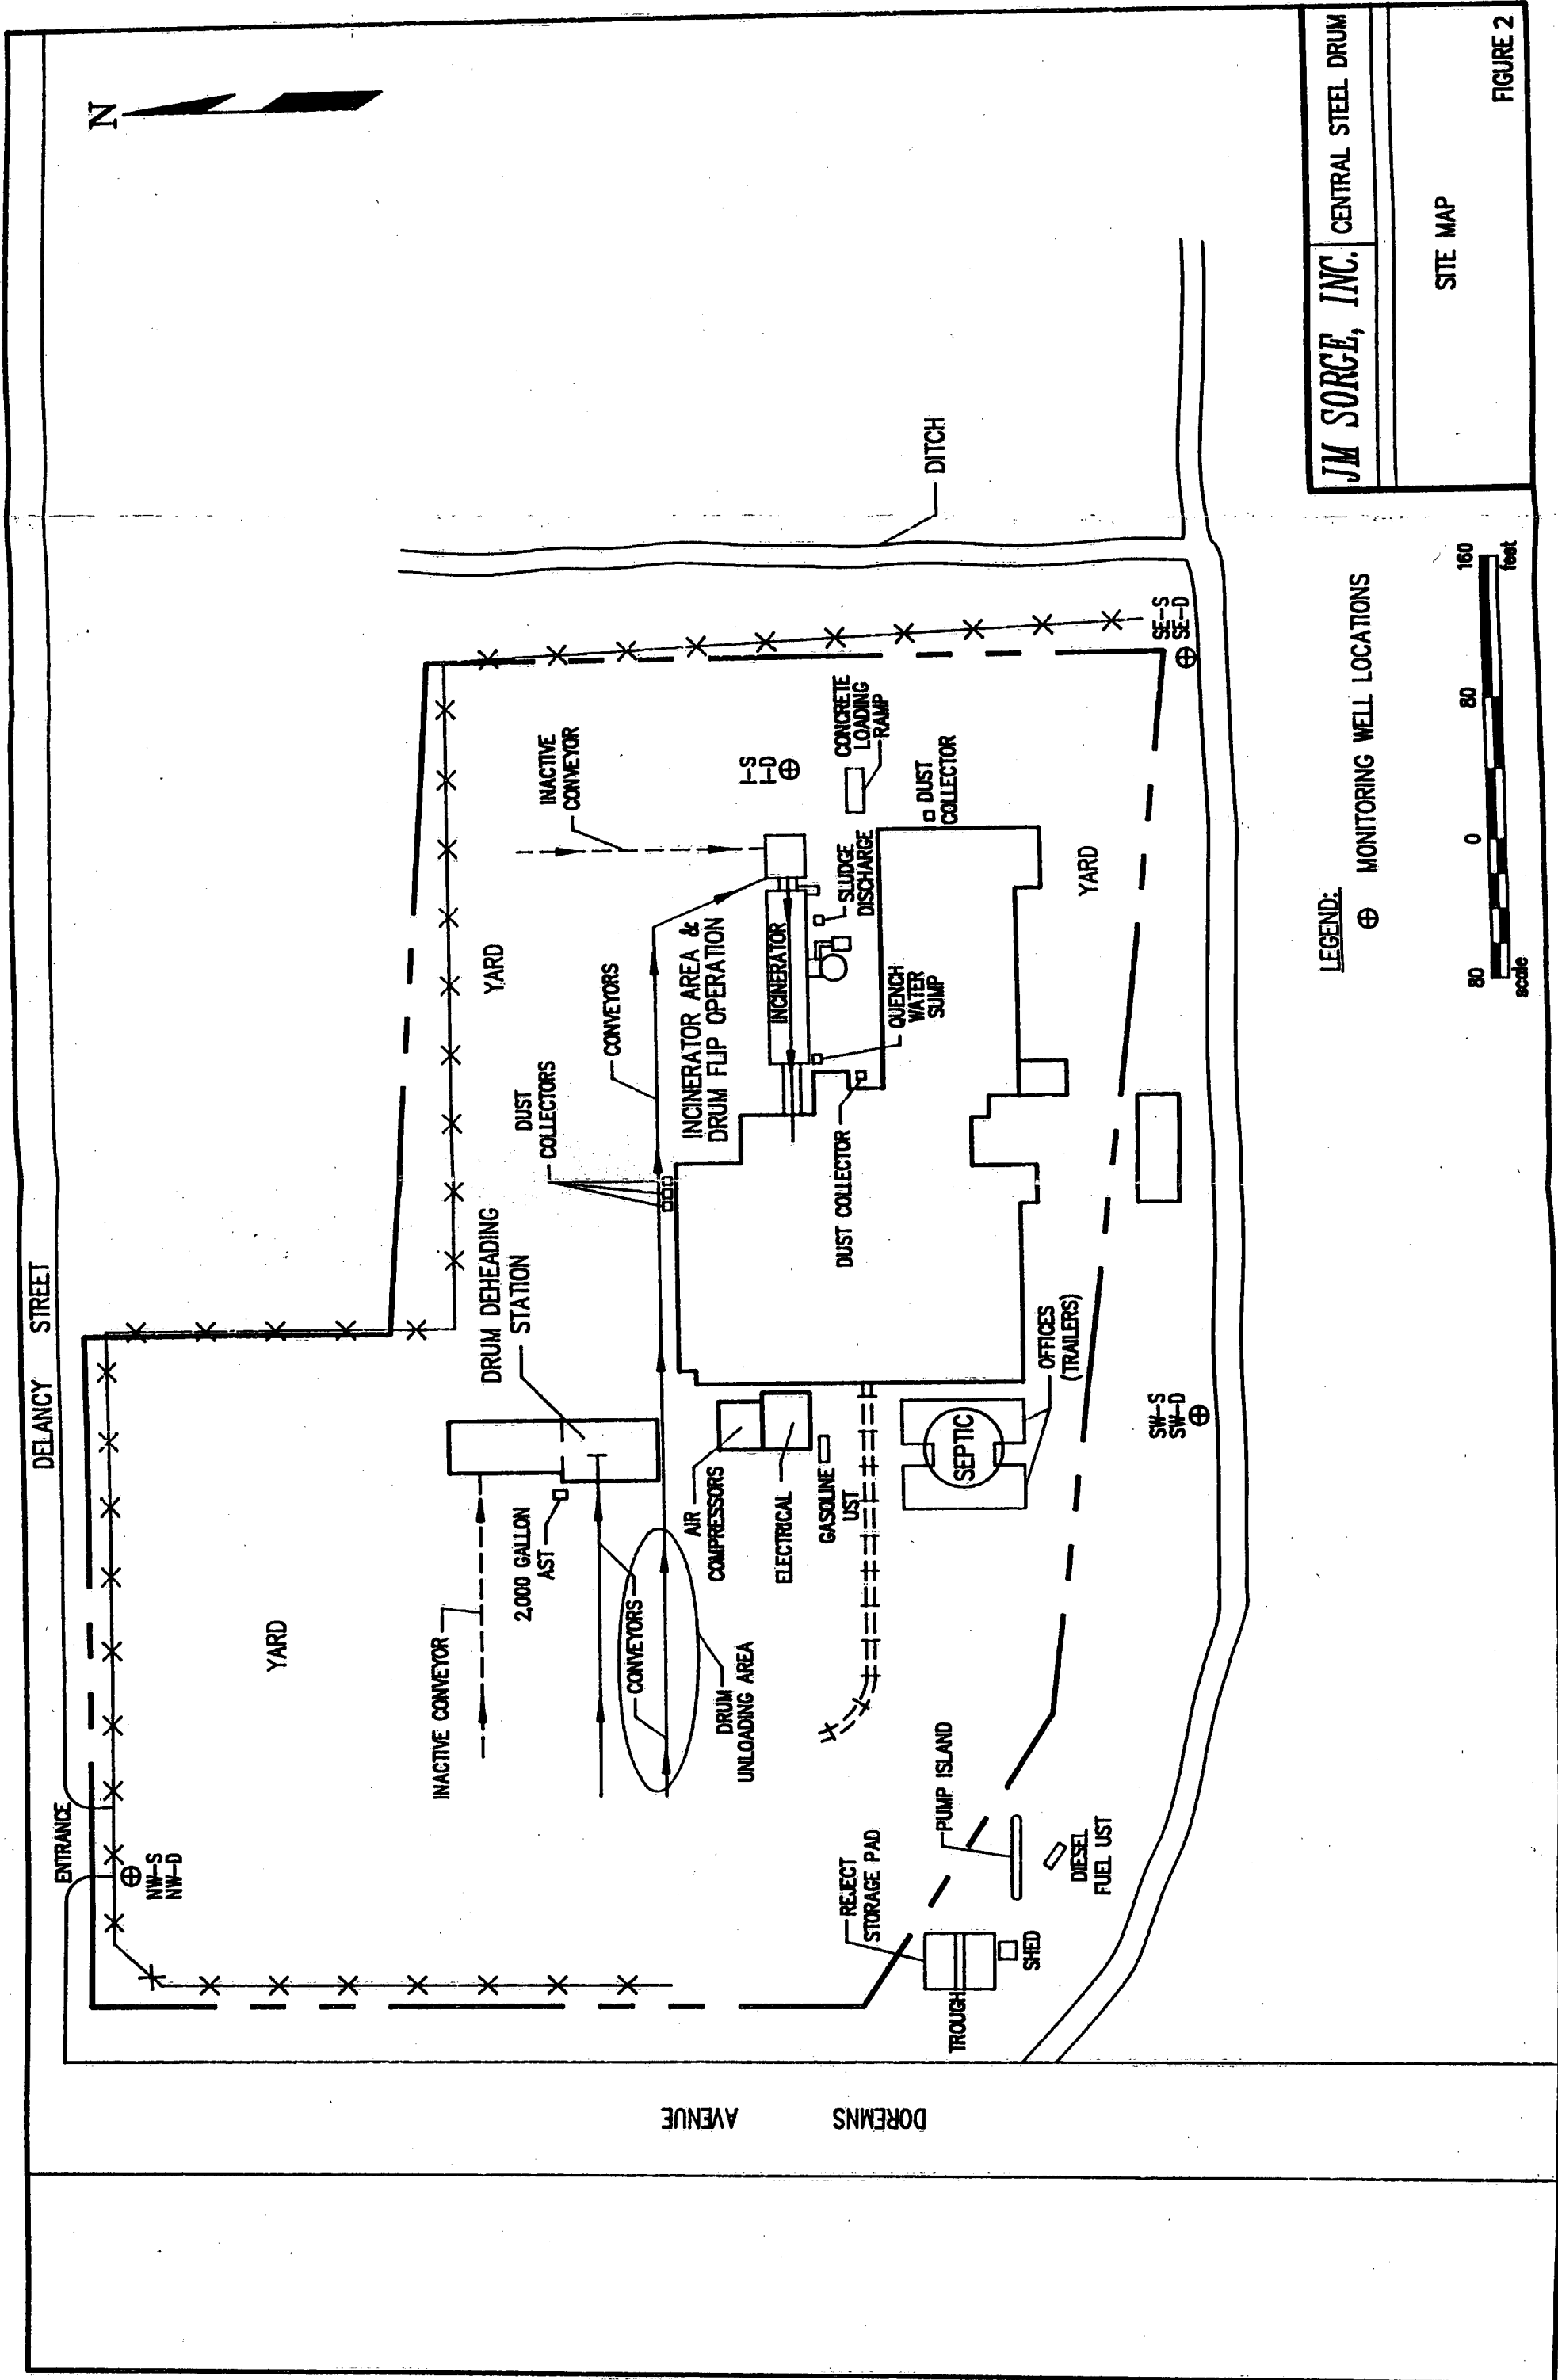 DELANCY STREET
ENTRANCE
N
NW-S
NW-D
YARD
INACTIVE CONVEYOR
2,000 GALLON
AST
DRUM DEHEADING
STATION
DUST
COLLECTORS
YARD
INACTIVE
CONVEYOR
CONVEYORS
CONVEYORS
DRUM
UNLOADING AREA
INCINERATOR AREA &
DRUM FLIP OPERATION
INCINERATOR
I-S
I-D
AIR
COMPRESSORS
ELECTRICAL
GASOLINE
UST
DUST COLLECTOR
QUENCH
WATER
SUMP
SLUDGE
DISCHARGE
CONCRETE
LOADING
RAMP
DUST
COLLECTOR
DITCH
DOREMNS AVENUE
REJECT
STORAGE PAD
TROUGH
SHED
PUMP ISLAND
DIESEL
FUEL UST
SEPTIC
OFFICES
(TRAILERS)
YARD
SW-S
SW-D
SE-S
SE-D
LEGEND:
⊕ MONITORING WELL LOCATIONS
80 0 80 160
scale feet
JM SORGE, INC. CENTRAL STEEL DRUM
SITE MAP
FIGURE 2